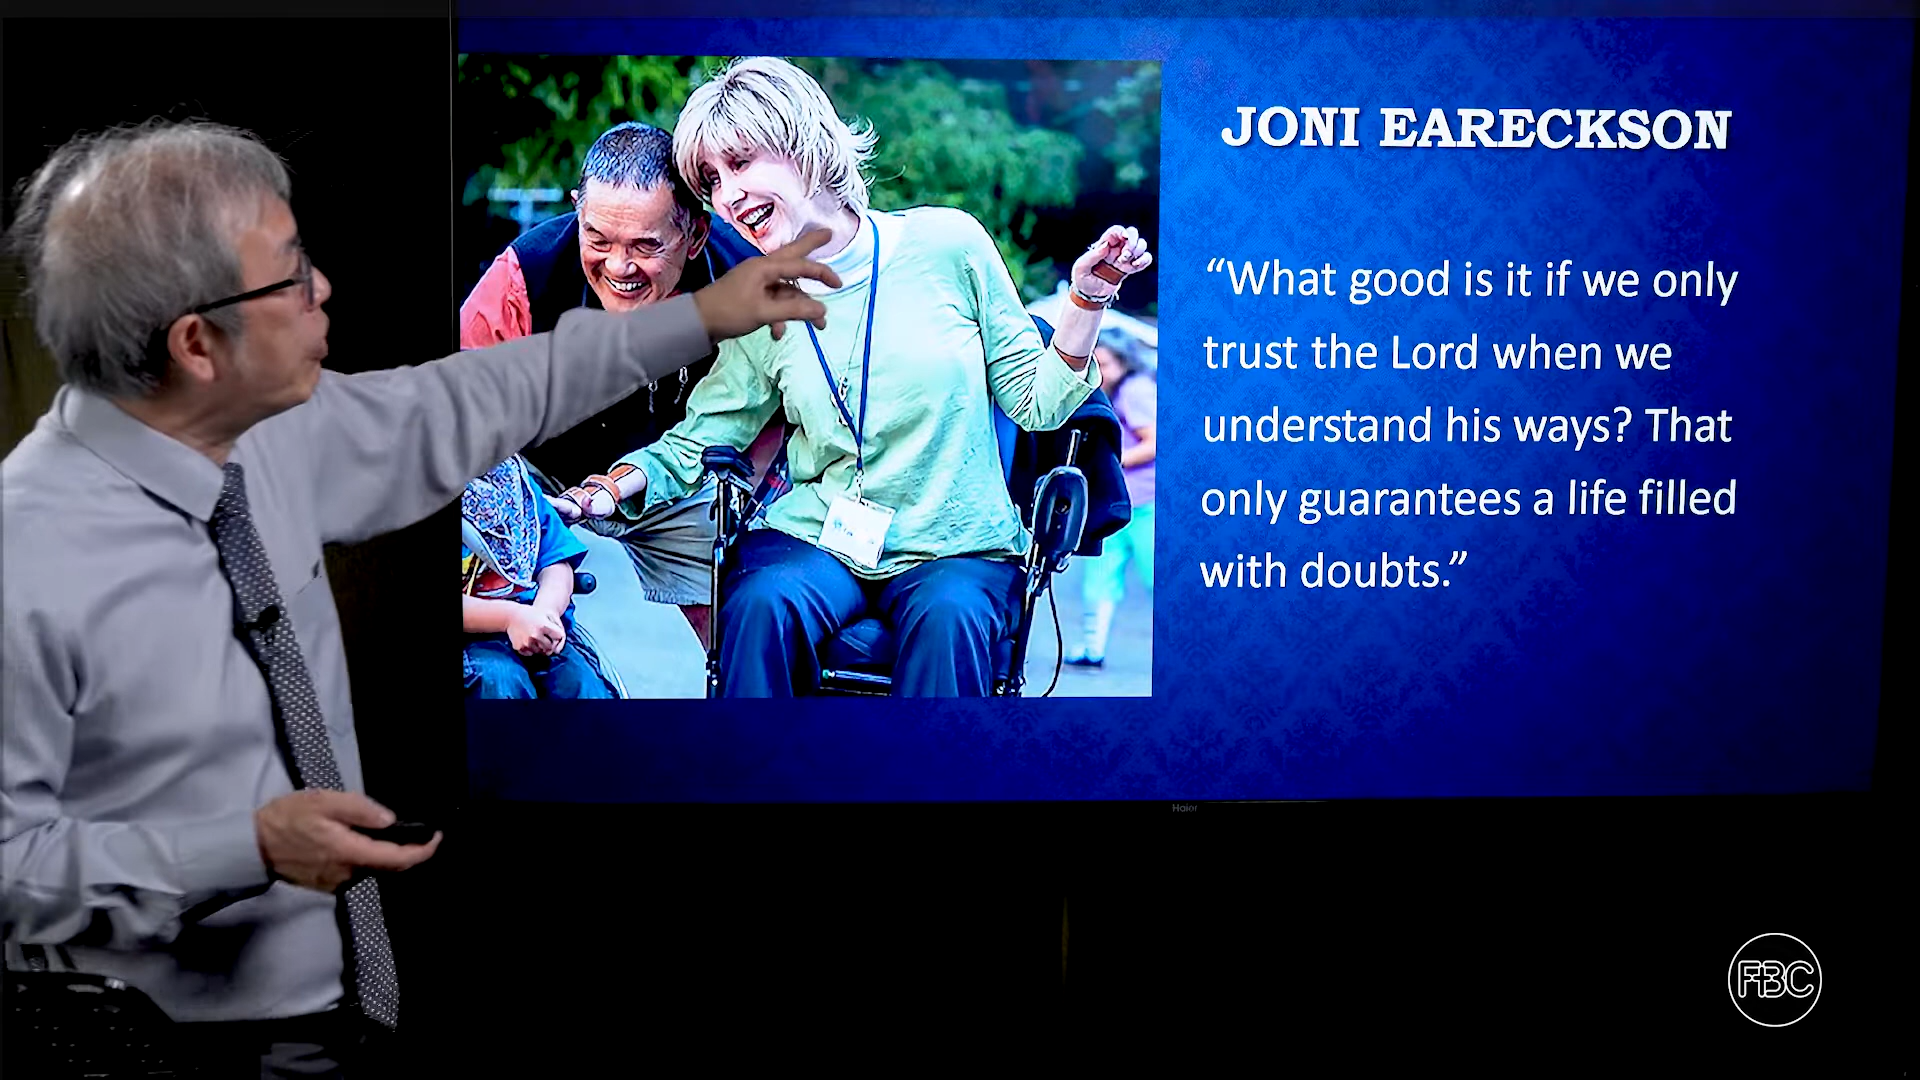 JONI EARECKSON
“What good is it if we only
trust the Lord when we
understand his ways? That
only guarantees a life filled
with doubts.”
Haier
FBC